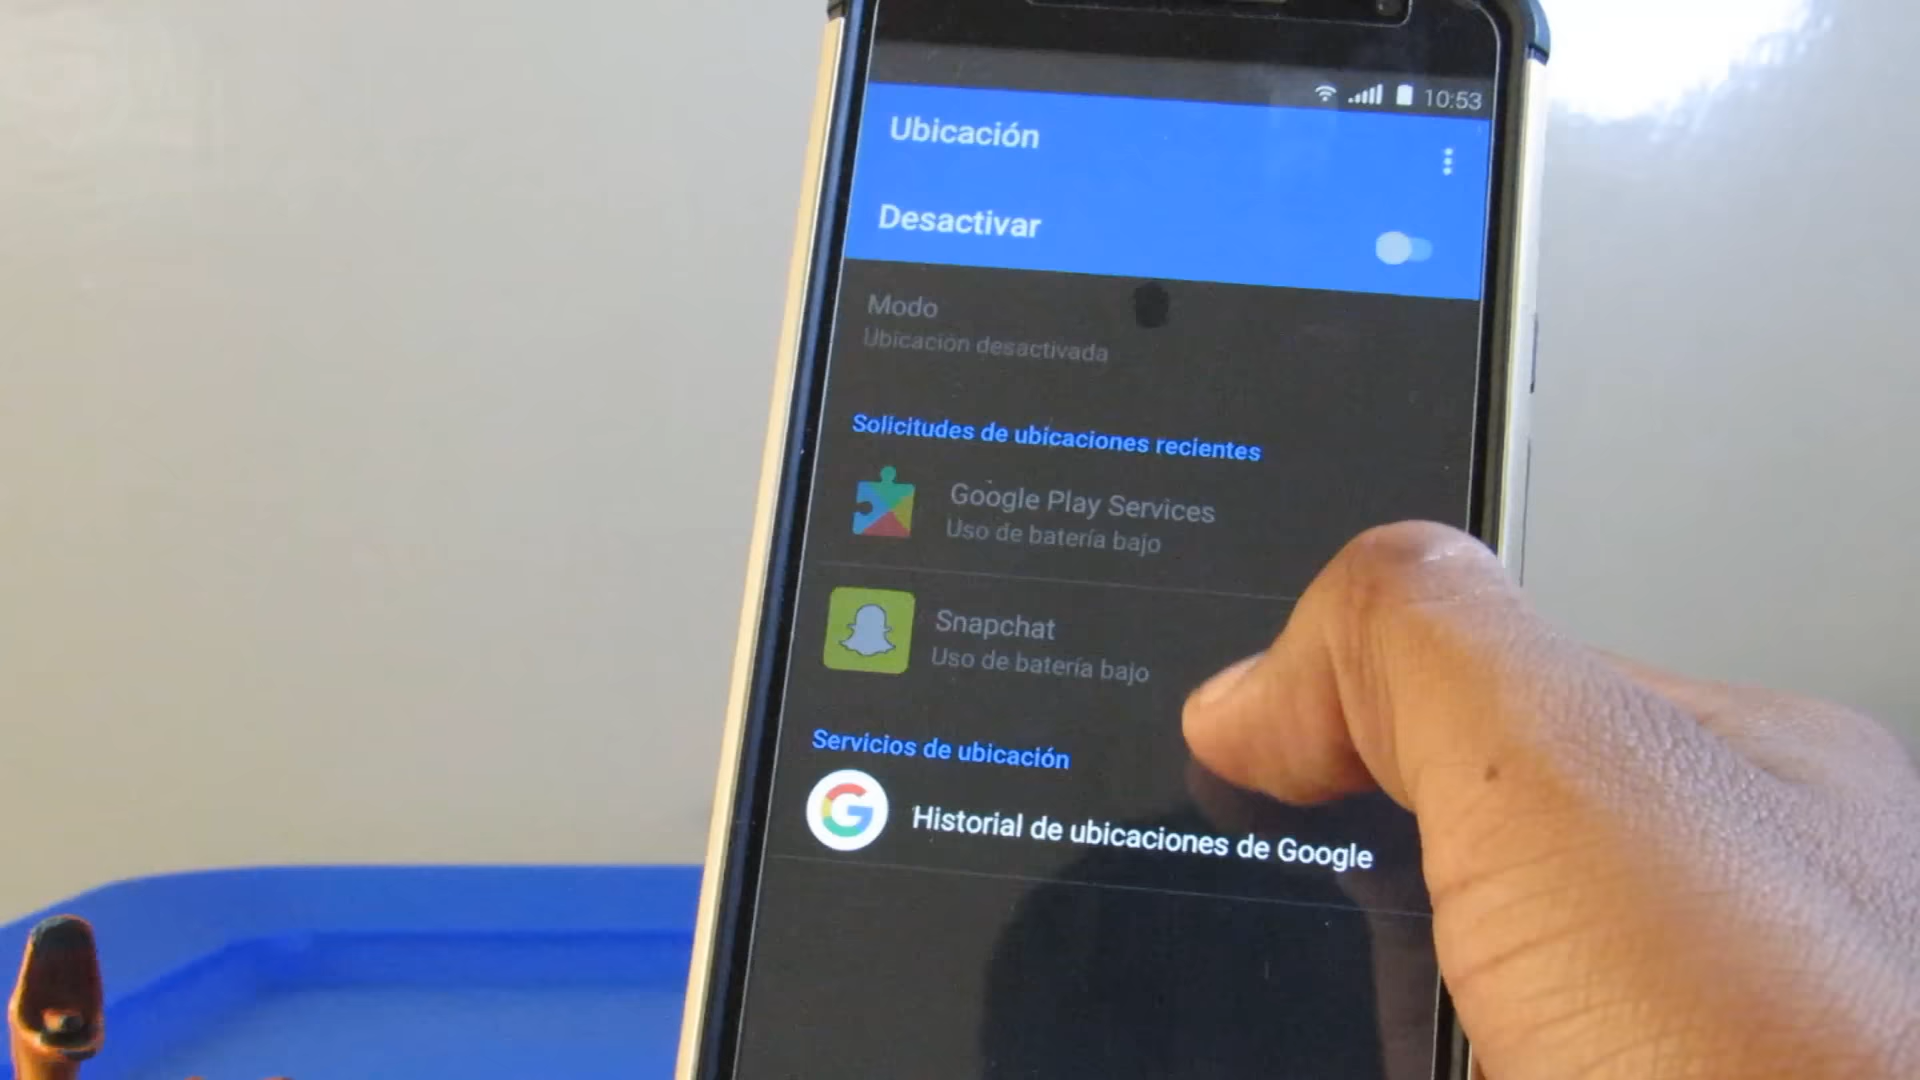 10:53
Ubicación
Desactivar
Modo
Ubicación desactivada
Solicitudes de ubicaciones recientes
Google Play Services
Uso de batería bajo
Snapchat
Uso de batería bajo
Servicios de ubicación
Historial de ubicaciones de Google